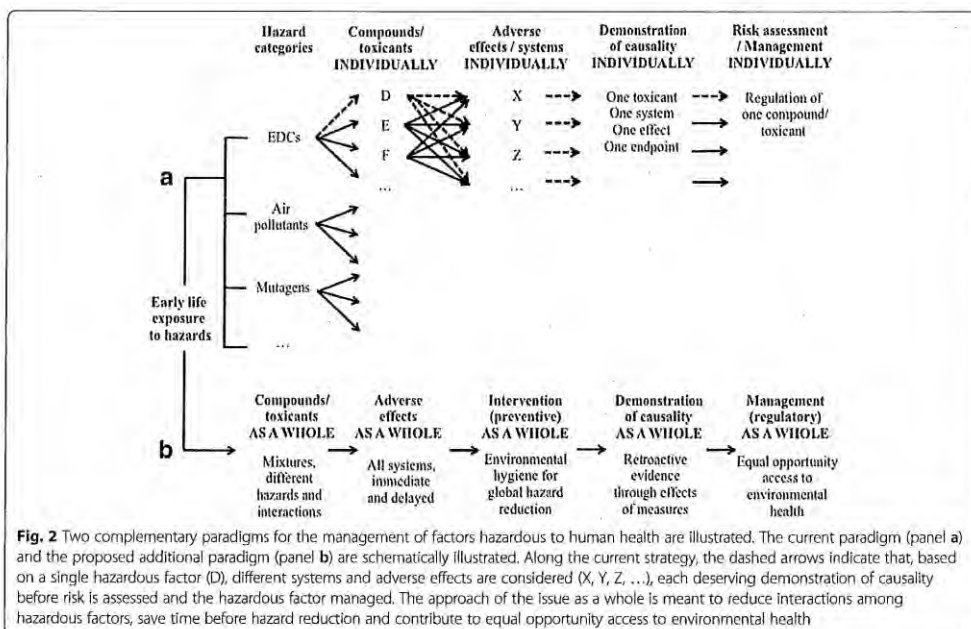 Hazard categories
Compounds/ toxicants INDIVIDUALLY
Adverse effects / systems INDIVIDUALLY
Demonstration of causality INDIVIDUALLY
Risk assessment / Management INDIVIDUALLY
a
EDCs
D
E
F
...
X
Y
Z
...
One toxicant
One system
One effect
One endpoint
Regulation of
one compound/
toxicant
Air
pollutants
Mutagens
...
Early life
exposure
to hazards
b
Compounds/
toxicants
AS A WHOLE
Mixtures,
different
hazards and
interactions
Adverse
effects
AS A WHOLE
All systems,
immediate
and delayed
Intervention
(preventive)
AS A WHOLE
Environmental
hygiene for
global hazard
reduction
Demonstration
of causality
AS A WHOLE
Retroactive
evidence
through effects
of measures
Management
(regulatory)
AS A WHOLE
Equal opportunity
access to
environmental
health
Fig. 2 Two complementary paradigms for the management of factors hazardous to human health are illustrated. The current paradigm (panel a)
and the proposed additional paradigm (panel b) are schematically illustrated. Along the current strategy, the dashed arrows indicate that, based
on a single hazardous factor (D), different systems and adverse effects are considered (X, Y, Z, ...), each deserving demonstration of causality
before risk is assessed and the hazardous factor managed. The approach of the issue as a whole is meant to reduce interactions among
hazardous factors, save time before hazard reduction and contribute to equal opportunity access to environmental health